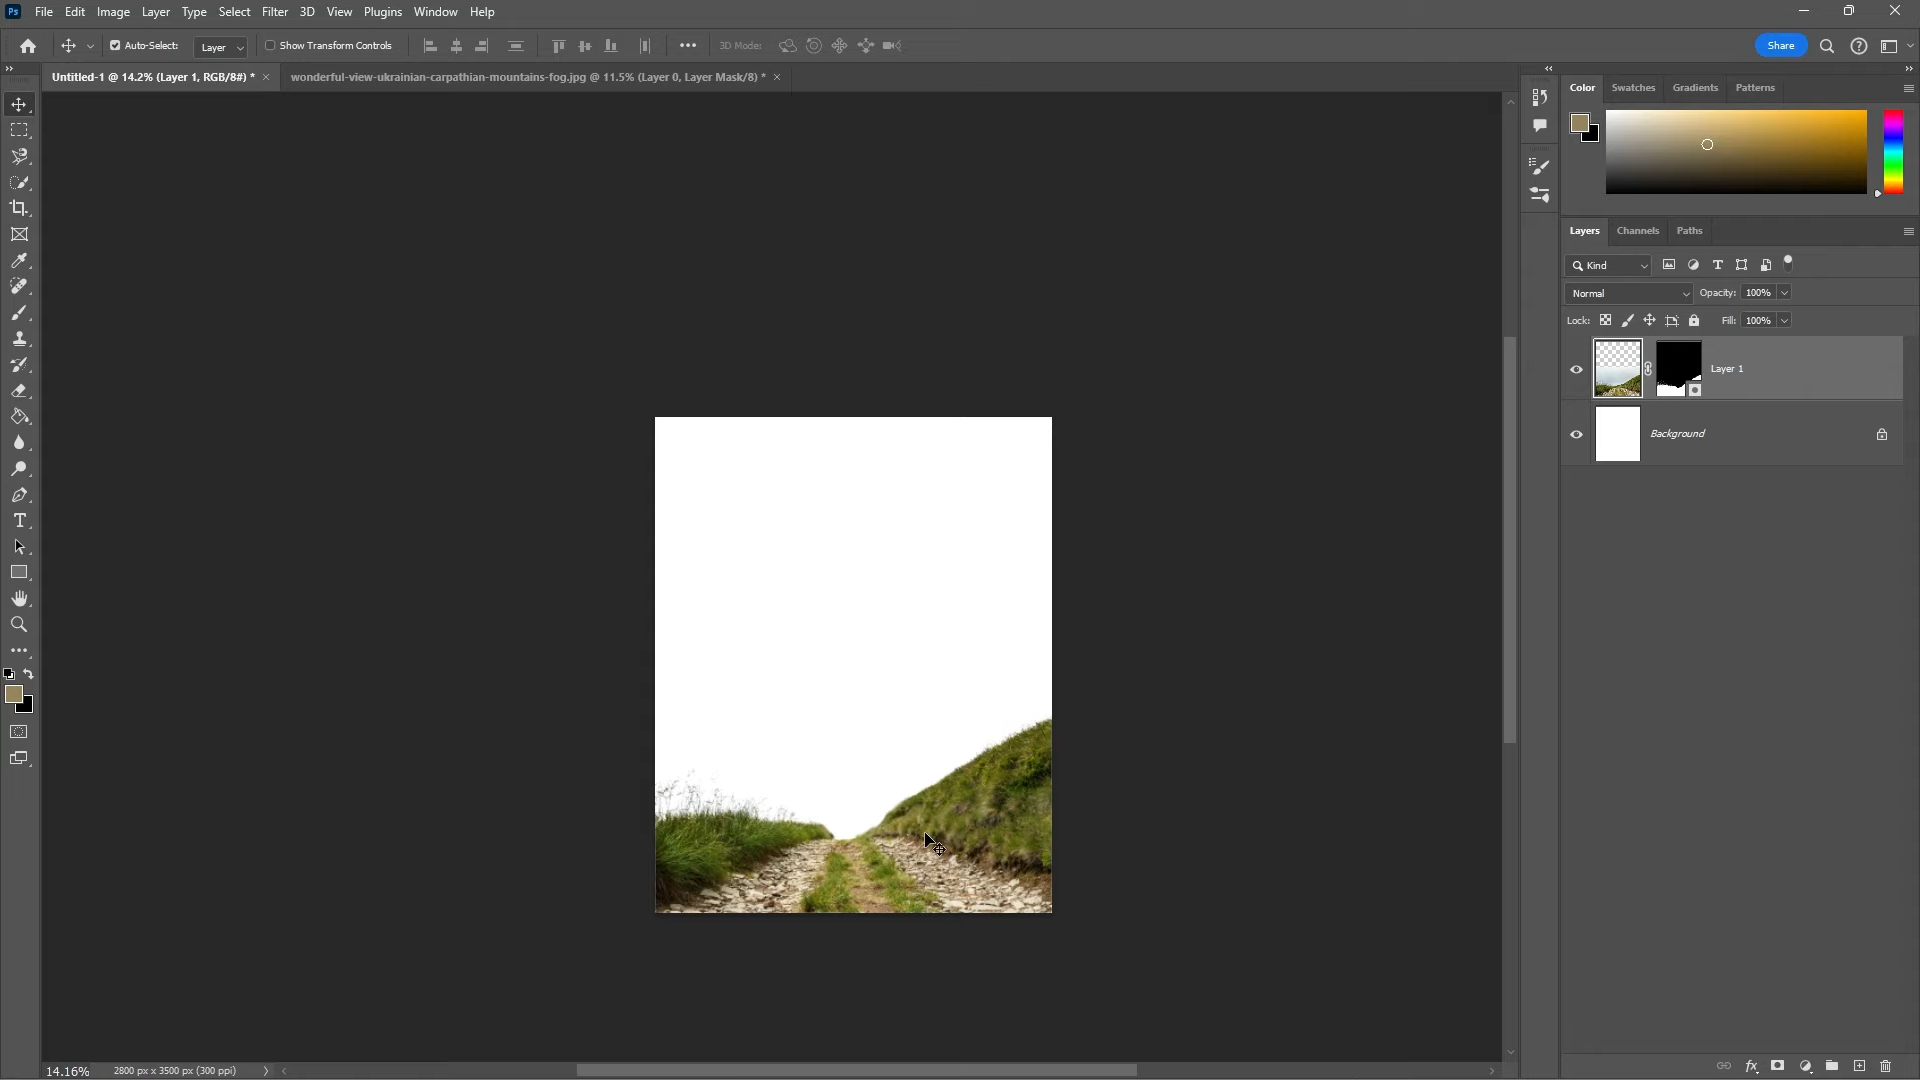 Ps File Edit Image Layer Type Select Filter 3D View Plugins Window Help
Auto-Select: Layer Show Transform Controls 3D Mode: Share
Untitled-1 @ 14.2% (Layer 1, RGB/8#) * × wonderful-view-ukrainian-carpathian-mountains-fog.jpg @ 11.5% (Layer 0, Layer Mask/8) * ×
Color Swatches Gradients Patterns
Layers Channels Paths
Kind
Normal Opacity: 100%
Lock: Fill: 100%
Layer 1
Background
14.16% 2800 px x 3500 px (300 ppi)